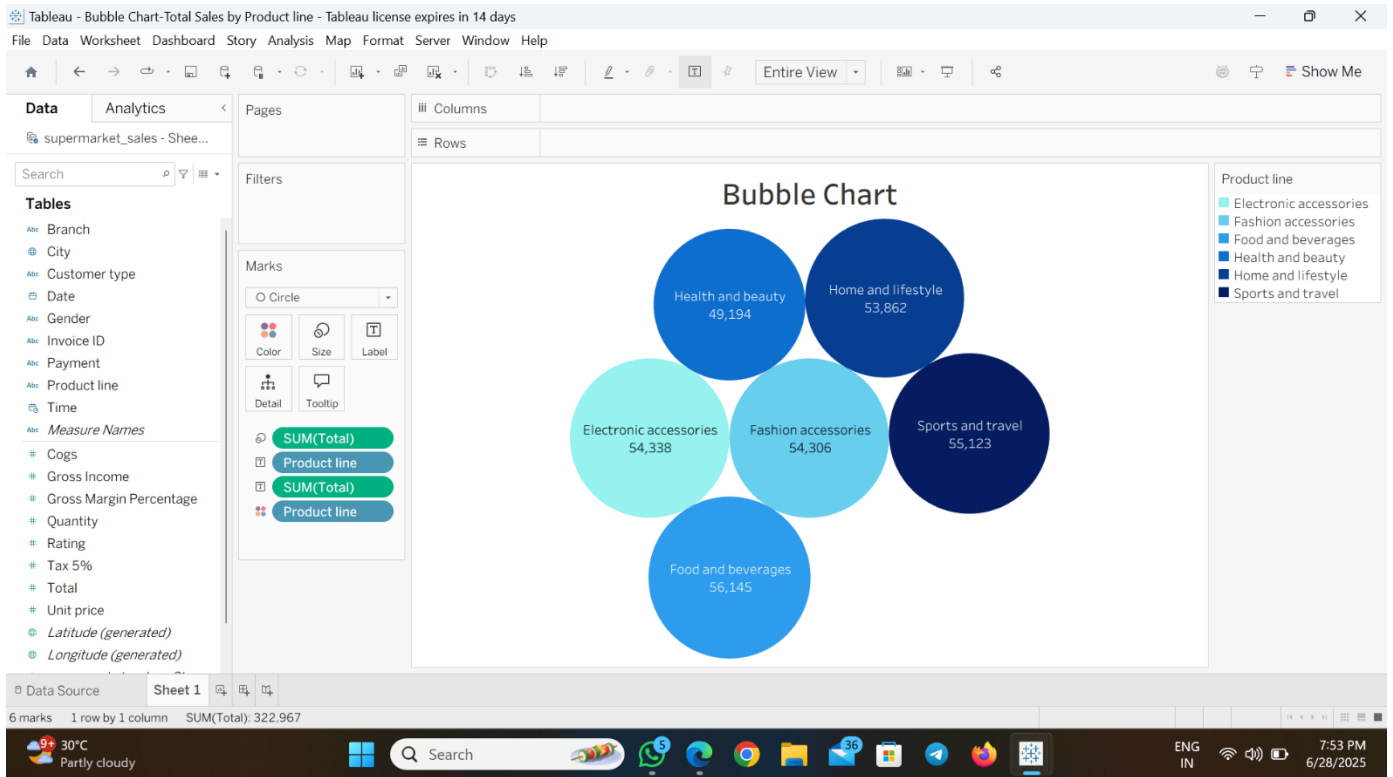 Tableau - Bubble Chart-Total Sales by Product line - Tableau license expires in 14 days
File Data Worksheet Dashboard Story Analysis Map Format Server Window Help
Entire View
Show Me
Data Analytics
supermarket_sales - Shee...
Search
Tables
Abc Branch
City
Abc Customer type
Date
Abc Gender
Abc Invoice ID
Abc Payment
Abc Product line
Time
Abc Measure Names
# Cogs
# Gross Income
# Gross Margin Percentage
# Quantity
# Rating
# Tax 5%
# Total
# Unit price
Latitude (generated)
Longitude (generated)
Pages
Filters
Marks
Circle
Color Size Label
Detail Tooltip
SUM(Total)
Product line
SUM(Total)
Product line
Columns
Rows
Bubble Chart
Health and beauty
49,194
Home and lifestyle
53,862
Electronic accessories
54,338
Fashion accessories
54,306
Sports and travel
55,123
Food and beverages
56,145
Product line
Electronic accessories
Fashion accessories
Food and beverages
Health and beauty
Home and lifestyle
Sports and travel
Data Source Sheet 1
6 marks 1 row by 1 column SUM(Total): 322,967
9+
30°C
Partly cloudy
Search
5
36
ENG
IN
7:53 PM
6/28/2025